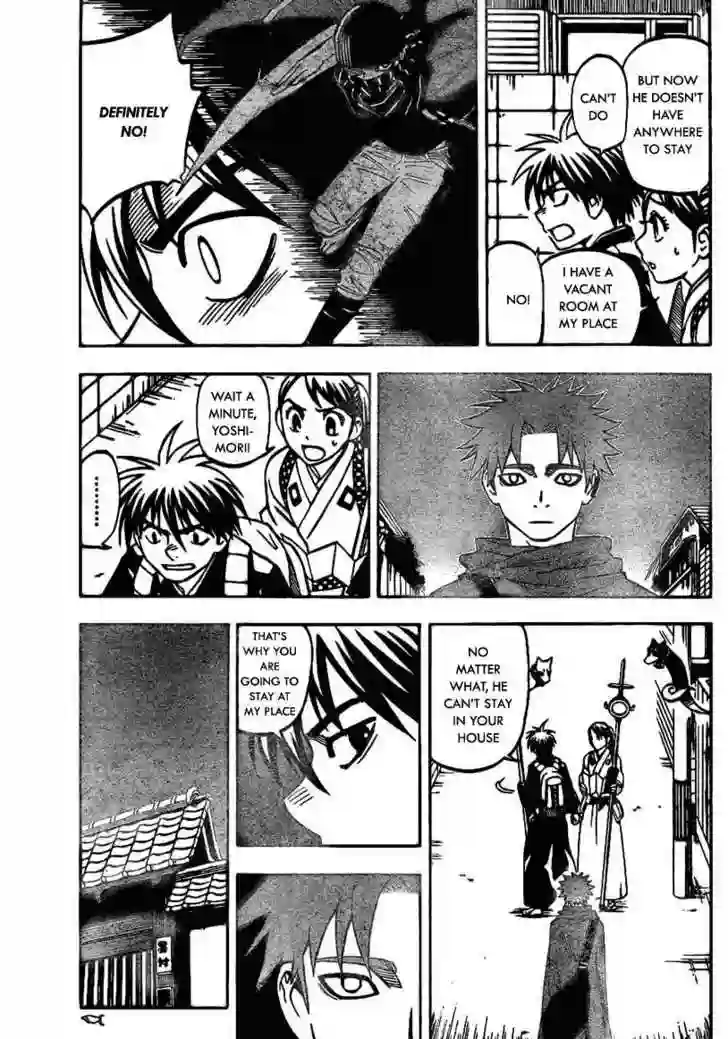 BUT NOW
HE DOESN'T
HAVE
ANYWHERE
TO STAY
CAN'T
DO
I HAVE A
VACANT
ROOM AT
MY PLACE
NO!
DEFINITELY
NO!
WAIT A
MINUTE,
YOSHI-
MORI!
.........
NO
MATTER
WHAT, HE
CAN'T STAY
IN YOUR
HOUSE
THAT'S
WHY YOU
ARE
GOING TO
STAY AT
MY PLACE